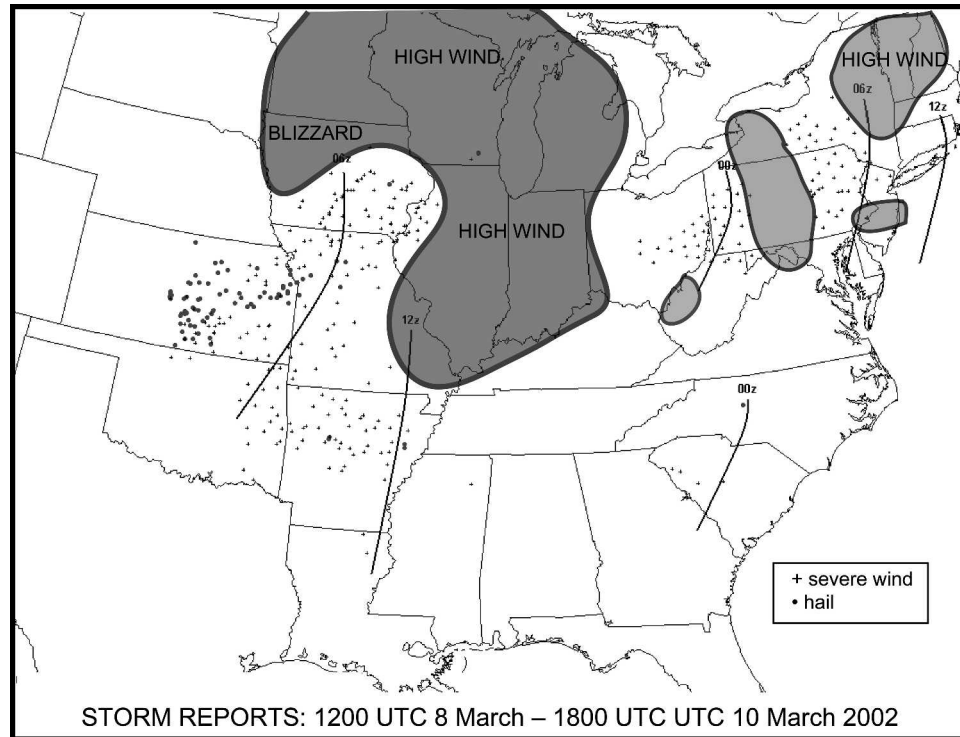 HIGH WIND
HIGH WIND
06z
12z
BLIZZARD
06z
00z
HIGH WIND
12z
00z
+ severe wind
• hail
STORM REPORTS: 1200 UTC 8 March – 1800 UTC UTC 10 March 2002